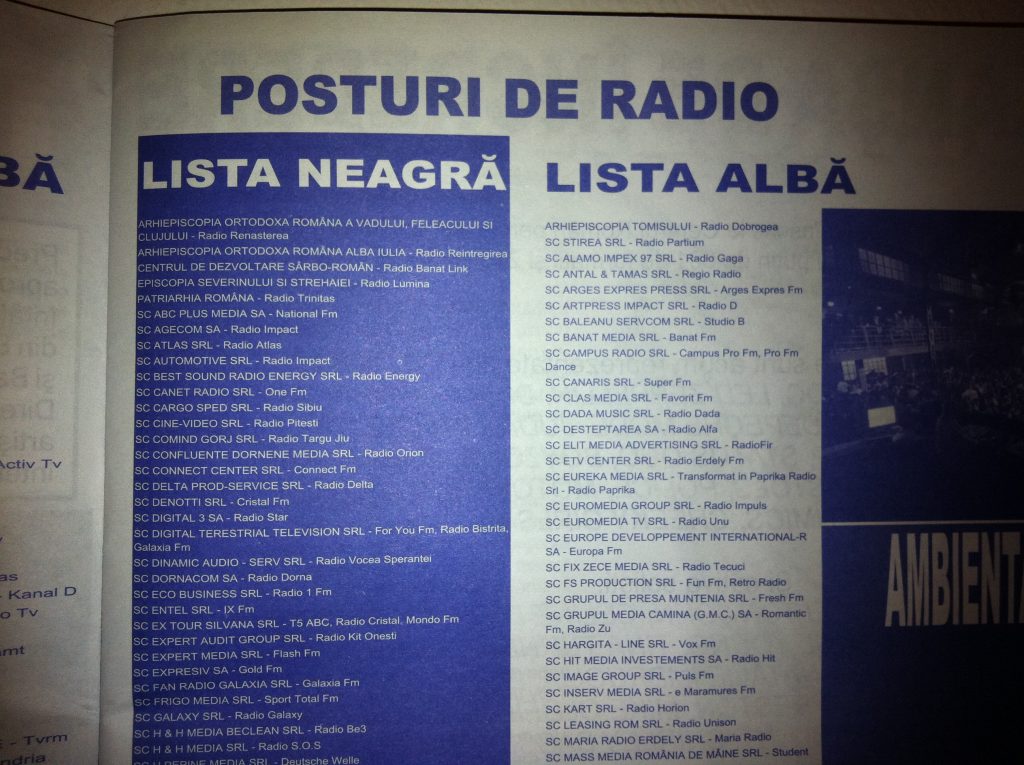 POSTURI DE RADIO
BĂ
Activ Tv
- Kanal D
o Tv
- Tvrm
LISTA NEAGRĂ
ARHIEPISCOPIA ORTODOXA ROMÂNA A VADULUI, FELEACULUI SI
CLUJULUI - Radio Renasterea
ARHIEPISCOPIA ORTODOXA ROMÂNA ALBA IULIA - Radio Reintregirea
CENTRUL DE DEZVOLTARE SÂRBO-ROMÂN - Radio Banat Link
EPISCOPIA SEVERINULUI SI STREHAIEI - Radio Lumina
PATRIARHIA ROMÂNA - Radio Trinitas
SC ABC PLUS MEDIA SA - National Fm
SC AGECOM SA - Radio Impact
SC ATLAS SRL - Radio Atlas
SC AUTOMOTIVE SRL - Radio Impact
SC BEST SOUND RADIO ENERGY SRL - Radio Energy
SC CANET RADIO SRL - One Fm
SC CARGO SPED SRL - Radio Sibiu
SC CINE-VIDEO SRL - Radio Pitesti
SC COMIND GORJ SRL - Radio Targu Jiu
SC CONFLUENTE DORNENE MEDIA SRL - Radio Orion
SC CONNECT CENTER SRL - Connect Fm
SC DELTA PROD-SERVICE SRL - Radio Delta
SC DENOTTI SRL - Cristal Fm
SC DIGITAL 3 SA - Radio Star
SC DIGITAL TERESTRIAL TELEVISION SRL - For You Fm, Radio Bistrita,
Galaxia Fm
SC DINAMIC AUDIO - SERV SRL - Radio Vocea Sperantei
SC DORNACOM SA - Radio Dorna
SC ECO BUSINESS SRL - Radio 1 Fm
SC ENTEL SRL - IX Fm
SC EX TOUR SILVANA SRL - T5 ABC, Radio Cristal, Mondo Fm
SC EXPERT AUDIT GROUP SRL - Radio Kit Onesti
SC EXPERT MEDIA SRL - Flash Fm
SC EXPRESIV SA - Gold Fm
SC FAN RADIO GALAXIA SRL - Galaxia Fm
SC FRIGO MEDIA SRL - Sport Total Fm
SC GALAXY SRL - Radio Galaxy
SC H & H MEDIA BECLEAN SRL - Radio Be3
SC H & H MEDIA SRL - Radio S.O.S
MEDIA SRL - Deutsche Welle
LISTA ALBĂ
ARHIEPISCOPIA TOMISULUI - Radio Dobrogea
SC STIREA SRL - Radio Partium
SC ALAMO IMPEX 97 SRL - Radio Gaga
SC ANTAL & TAMAS SRL - Regio Radio
SC ARGES EXPRES PRESS SRL - Arges Expres Fm
SC ARTPRESS IMPACT SRL - Radio D
SC BALEANU SERVCOM SRL - Studio B
SC BANAT MEDIA SRL - Banat Fm
SC CAMPUS RADIO SRL - Campus Pro Fm, Pro Fm
Dance
SC CANARIS SRL - Super Fm
SC CLAS MEDIA SRL - Favorit Fm
SC DADA MUSIC SRL - Radio Dada
SC DESTEPTAREA SA - Radio Alfa
SC ELIT MEDIA ADVERTISING SRL - RadioFir
SC ETV CENTER SRL - Radio Erdely Fm
SC EUREKA MEDIA SRL - Transformat in Paprika Radio
Srl - Radio Paprika
SC EUROMEDIA GROUP SRL - Radio Impuls
SC EUROMEDIA TV SRL - Radio Unu
SC EUROPE DEVELOPPEMENT INTERNATIONAL-R
SA - Europa Fm
SC FIX ZECE MEDIA SRL - Radio Tecuci
SC FS PRODUCTION SRL - Fun Fm, Retro Radio
SC GRUPUL DE PRESA MUNTENIA SRL - Fresh Fm
SC GRUPUL MEDIA CAMINA (G.M.C.) SA - Romantic
Fm, Radio Zu
SC HARGITA - LINE SRL - Vox Fm
SC HIT MEDIA INVESTEMENTS SA - Radio Hit
SC IMAGE GROUP SRL - Puls Fm
SC INSERV MEDIA SRL - e Maramures Fm
SC KART SRL - Radio Horion
SC LEASING ROM SRL - Radio Unison
SC MARIA RADIO ERDELY SRL - Maria Radio
SC MASS MEDIA ROMÂNIA DE MÂINE SRL - Student
AMBIENTA